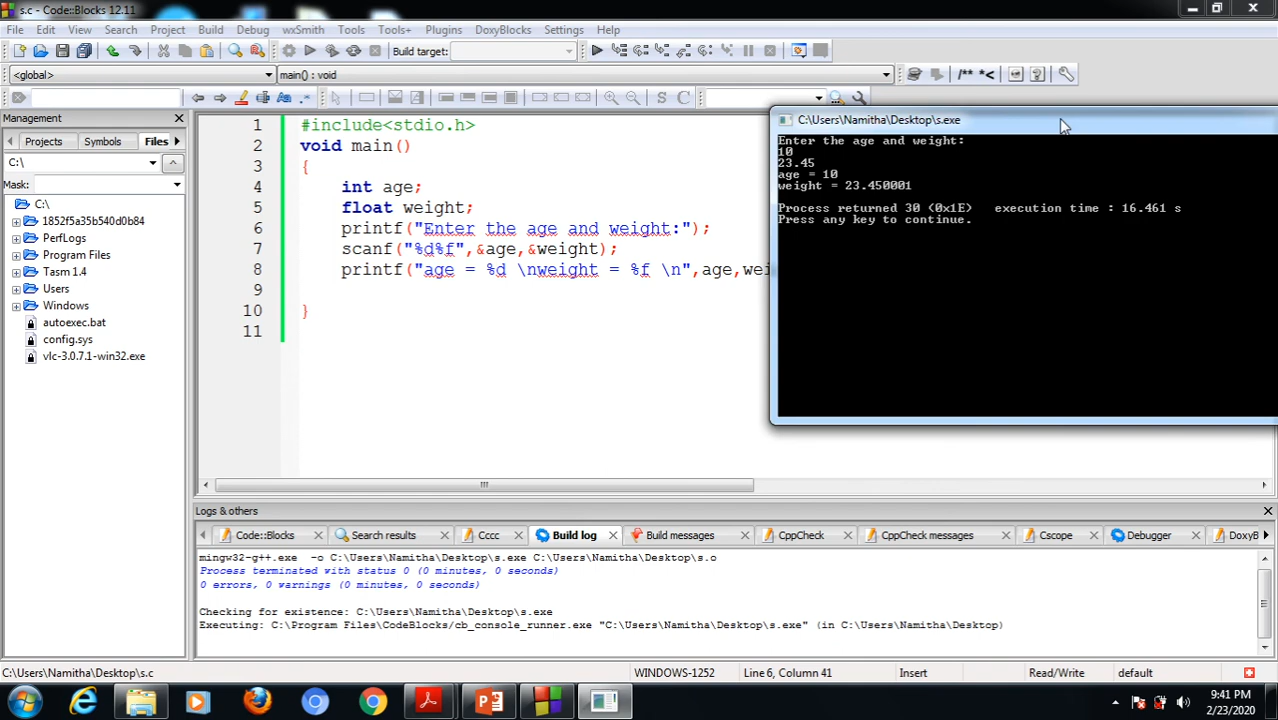 s.c - Code::Blocks 12.11
File Edit View Search Project Build Debug wxSmith Tools Tools+ Plugins DoxyBlocks Settings Help
Build target:
<global> main() : void /** *<
Aa S C
Management
Projects Symbols Files
C:\
Mask:
C:\
1852f5a35b540d0b84
PerfLogs
Program Files
Tasm 1.4
Users
Windows
autoexec.bat
config.sys
vlc-3.0.7.1-win32.exe
1 #include<stdio.h>
2 void main()
3 {
4 int age;
5 float weight;
6 printf("Enter the age and weight:");
7 scanf("%d%f",&age,&weight);
8 printf("age = %d \nweight = %f \n",age,wei
9
10 }
11
C:\Users\Namitha\Desktop\s.exe
Enter the age and weight:
10
23.45
age = 10
weight = 23.450001
Process returned 30 (0x1E) execution time : 16.461 s
Press any key to continue.
Logs & others
Code::Blocks Search results Cccc Build log Build messages CppCheck CppCheck messages Cscope Debugger DoxyB
mingw32-g++.exe -o C:\Users\Namitha\Desktop\s.exe C:\Users\Namitha\Desktop\s.o
Process terminated with status 0 (0 minutes, 0 seconds)
0 errors, 0 warnings (0 minutes, 0 seconds)
Checking for existence: C:\Users\Namitha\Desktop\s.exe
Executing: C:\Program Files\CodeBlocks/cb_console_runner.exe "C:\Users\Namitha\Desktop\s.exe" (in C:\Users\Namitha\Desktop)
C:\Users\Namitha\Desktop\s.c WINDOWS-1252 Line 6, Column 41 Insert Read/Write default
9:41 PM
2/23/2020